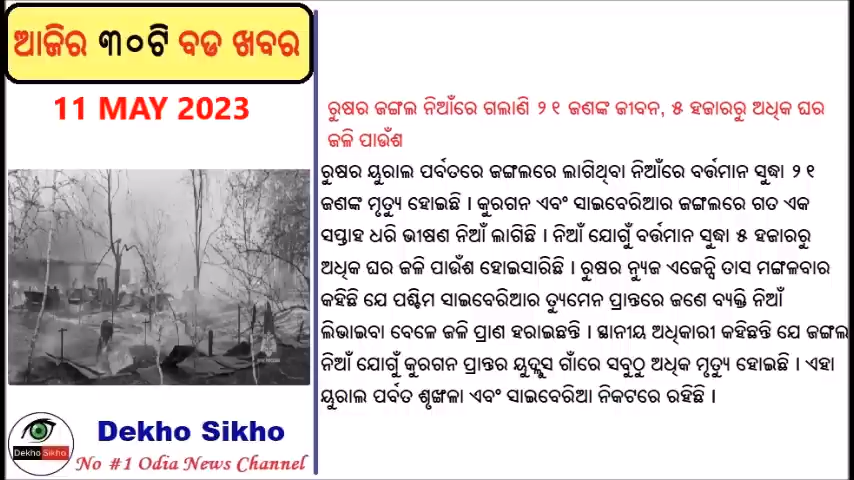 ଆଜିର ୩୦ଟି ବଡ ଖବର
11 MAY 2023
ରୁଷର ଜଙ୍ଗଲ ନିଆଁରେ ଗଲାଣି ୨୧ ଜଣଙ୍କ ଜୀବନ, ୫ ହଜାରରୁ ଅଧିକ ଘର
ଜଳି ପାଉଁଶ
ରୁଷର ୟୁରାଲ ପର୍ବତରେ ଜଙ୍ଗଲରେ ଲାଗିଥିବା ନିଆଁରେ ବର୍ତ୍ତମାନ ସୁଦ୍ଧା ୨୧
ଜଣଙ୍କ ମୃତ୍ୟୁ ହୋଇଛି । କୁରଗନ ଏବଂ ସାଇବେରିଆର ଜଙ୍ଗଲରେ ଗତ ଏକ
ସପ୍ତାହ ଧରି ଭୀଷଣ ନିଆଁ ଲାଗିଛି । ନିଆଁ ଯୋଗୁଁ ବର୍ତ୍ତମାନ ସୁଦ୍ଧା ୫ ହଜାରରୁ
ଅଧିକ ଘର ଜଳି ପାଉଁଶ ହୋଇସାରିଛି । ରୁଷର ନ୍ୟୁଜ ଏଜେନ୍ସି ତାସ ମଙ୍ଗଳବାର
କହିଛି ଯେ ପଶ୍ଚିମ ସାଇବେରିଆର ତ୍ୟୁମେନ ପ୍ରାନ୍ତରେ ଜଣେ ବ୍ୟକ୍ତି ନିଆଁ
ଲିଭାଇବା ବେଳେ ଜଳି ପ୍ରାଣ ହରାଇଛନ୍ତି । ସ୍ଥାନୀୟ ଅଧିକାରୀ କହିଛନ୍ତି ଯେ ଜଙ୍ଗଲ
ନିଆଁ ଯୋଗୁଁ କୁରଗନ ପ୍ରାନ୍ତର ୟୁଦ୍ଲୁସ ଗାଁରେ ସବୁଠୁ ଅଧିକ ମୃତ୍ୟୁ ହୋଇଛି । ଏହା
ୟୁରାଲ ପର୍ବତ ଶୃଙ୍ଖଳା ଏବଂ ସାଇବେରିଆ ନିକଟରେ ରହିଛି ।
Dekho Sikho
Dekho Sikho
No #1 Odia News Channel